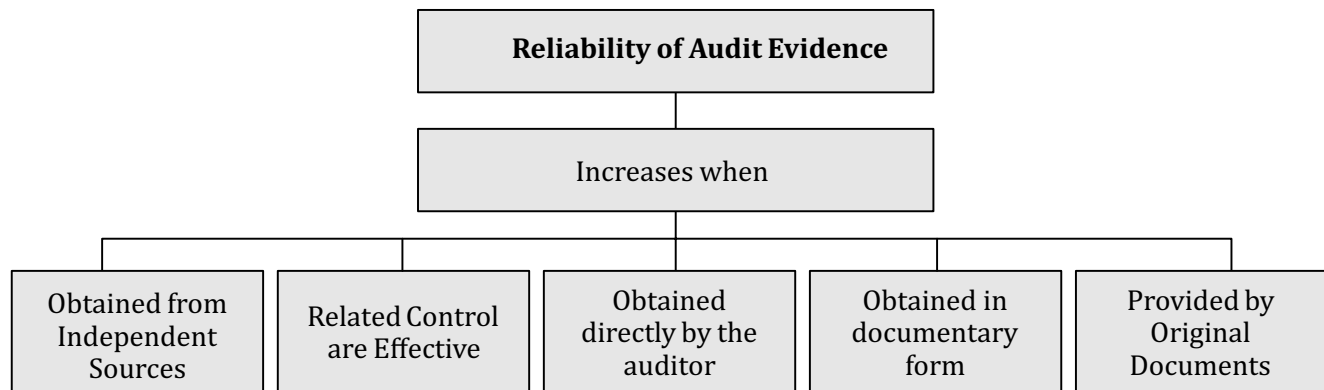 Reliability of Audit Evidence
Increases when
Obtained from
Independent
Sources
Related Control
are Effective
Obtained
directly by the
auditor
Obtained in
documentary
form
Provided by
Original
Documents